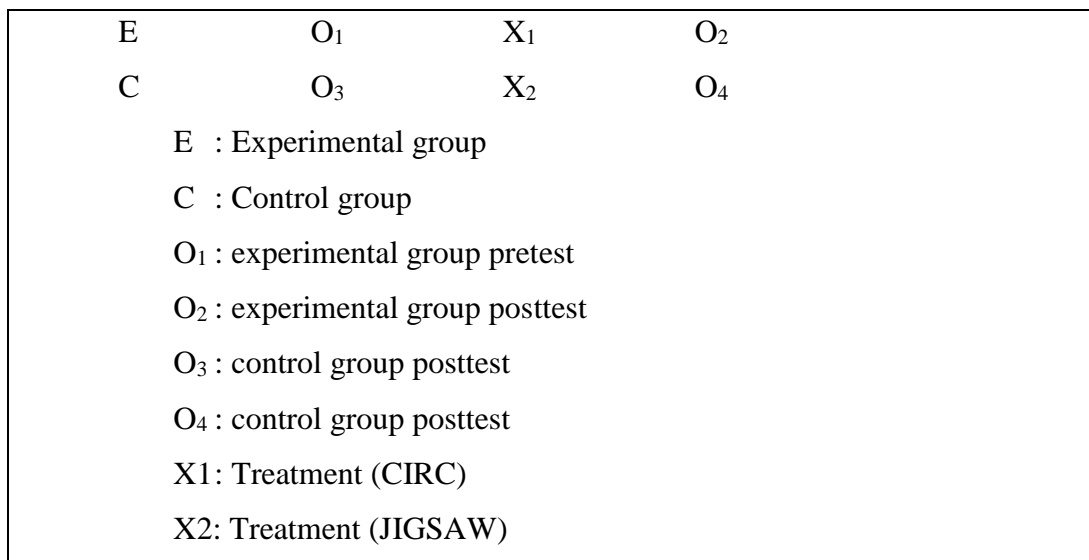 E O₁ X₁ O₂
C O₃ X₂ O₄
E : Experimental group
C : Control group
O₁ : experimental group pretest
O₂ : experimental group posttest
O₃ : control group posttest
O₄ : control group posttest
X1: Treatment (CIRC)
X2: Treatment (JIGSAW)